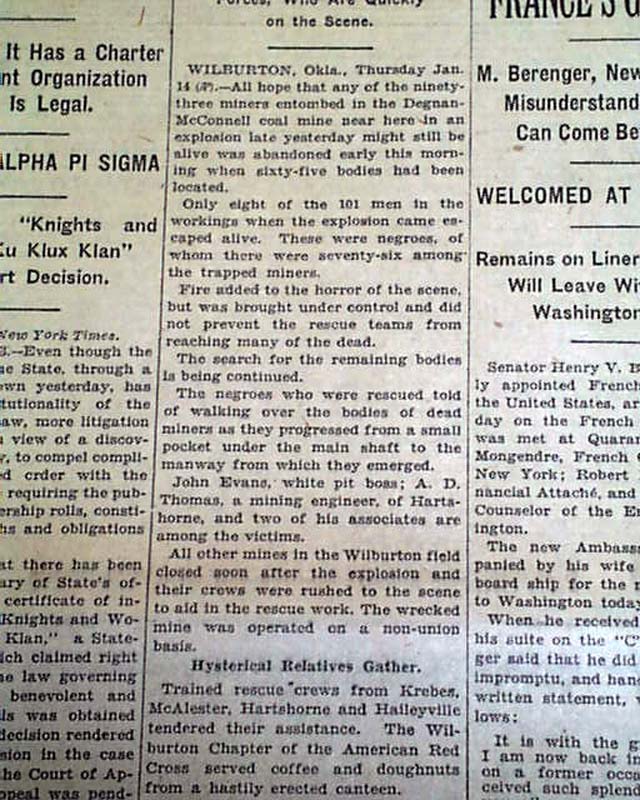 It Has a Charter
nt Organization
Is Legal.
ALPHA PI SIGMA
"Knights and
Ku Klux Klan"
rt Decision.
New York Times.
3.—Even though the
he State, through a
own yesterday, has
tutionality of the
aw, more litigation
view of a discov-
y, to compel compli-
ed order with the
requiring the pub-
ership rolls, consti-
hs and obligations
at there has been
ary of State's of-
certificate of in-
Knights and Wo-
Klan," a State-
ich claimed right
he law governing
benevolent and
ls was obtained
decision rendered
sion in the case
the Court of Ap-
ppeal was pend-
Forces, Who Are Quickly
on the Scene.
WILBURTON, Okla., Thursday Jan.
14 (AP).—All hope that any of the ninety-
three miners entombed in the Degnan-
McConnell coal mine near here in an
explosion late yesterday might still be
alive was abandoned early this morn-
ing when sixty-five bodies had been
located.
Only eight of the 101 men in the
workings when the explosion came es-
caped alive. These were negroes, of
whom there were seventy-six among
the trapped miners.
Fire added to the horror of the scene,
but was brought under control and did
not prevent the rescue teams from
reaching many of the dead.
The search for the remaining bodies
is being continued.
The negroes who were rescued told
of walking over the bodies of dead
miners as they progressed from a small
pocket under the main shaft to the
manway from which they emerged.
John Evans, white pit boss; A. D.
Thomas, a mining engineer, of Harts-
horne, and two of his associates are
among the victims.
All other mines in the Wilburton field
closed soon after the explosion and
their crews were rushed to the scene
to aid in the rescue work. The wrecked
mine was operated on a non-union
basis.
Hysterical Relatives Gather.
Trained rescue crews from Krebes,
McAlester, Hartshorne and Haileyville
tendered their assistance. The Wil-
burton Chapter of the American Red
Cross served coffee and doughnuts
from a hastily erected canteen.
FRANCE'S
M. Berenger, New
Misunderstand
Can Come Be
WELCOMED AT
Remains on Liner
Will Leave Wi
Washington
Senator Henry V. B
ly appointed French
the United States, ar
day on the French
was met at Quaran
Mongendre, French C
New York; Robert
nancial Attaché, and
Counselor of the Em
ington.
The new Ambass
panied by his wife
board ship for the n
to Washington today
When he received
his suite on the "C
ger said that he did
impromptu, and hand
written statement,
lows:
It is with the g
I am now back in
on a former occa
ceived such splend